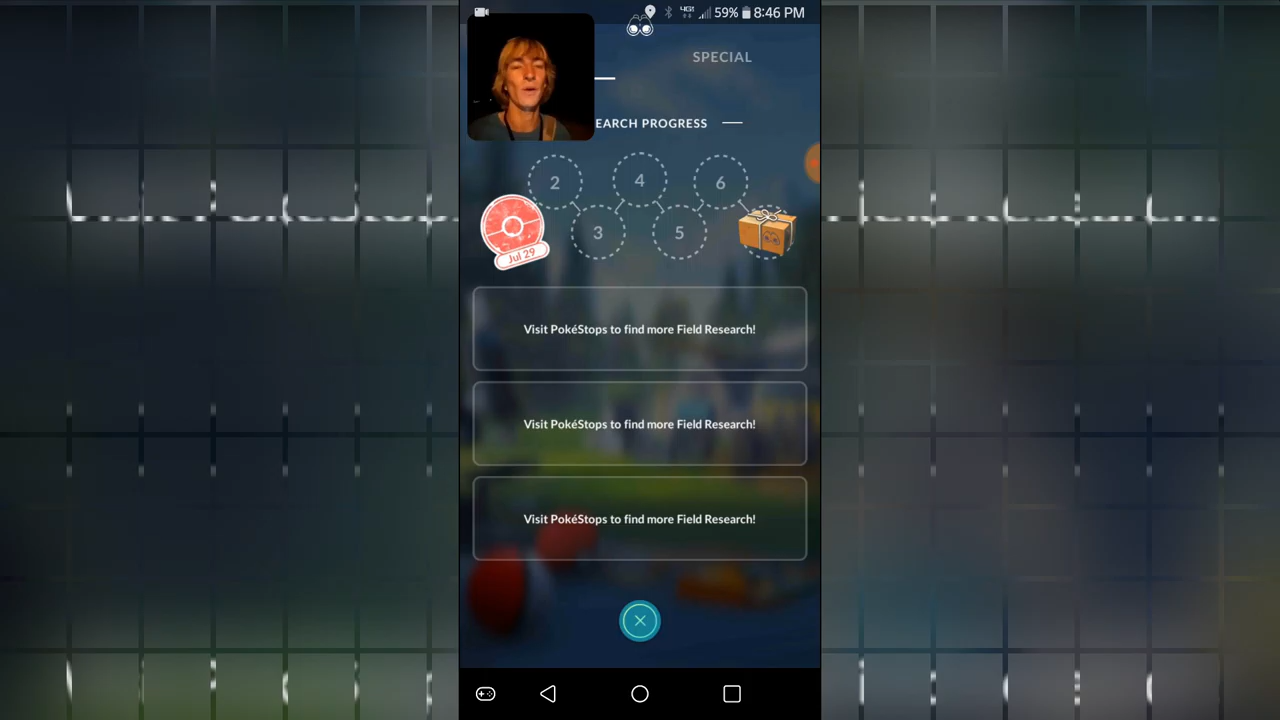 4G 59% 8:46 PM
SPECIAL
EARCH PROGRESS
2 4 6
3 5
Jul 29
Visit PokéStops to find more Field Research!
Visit PokéStops to find more Field Research!
Visit PokéStops to find more Field Research!